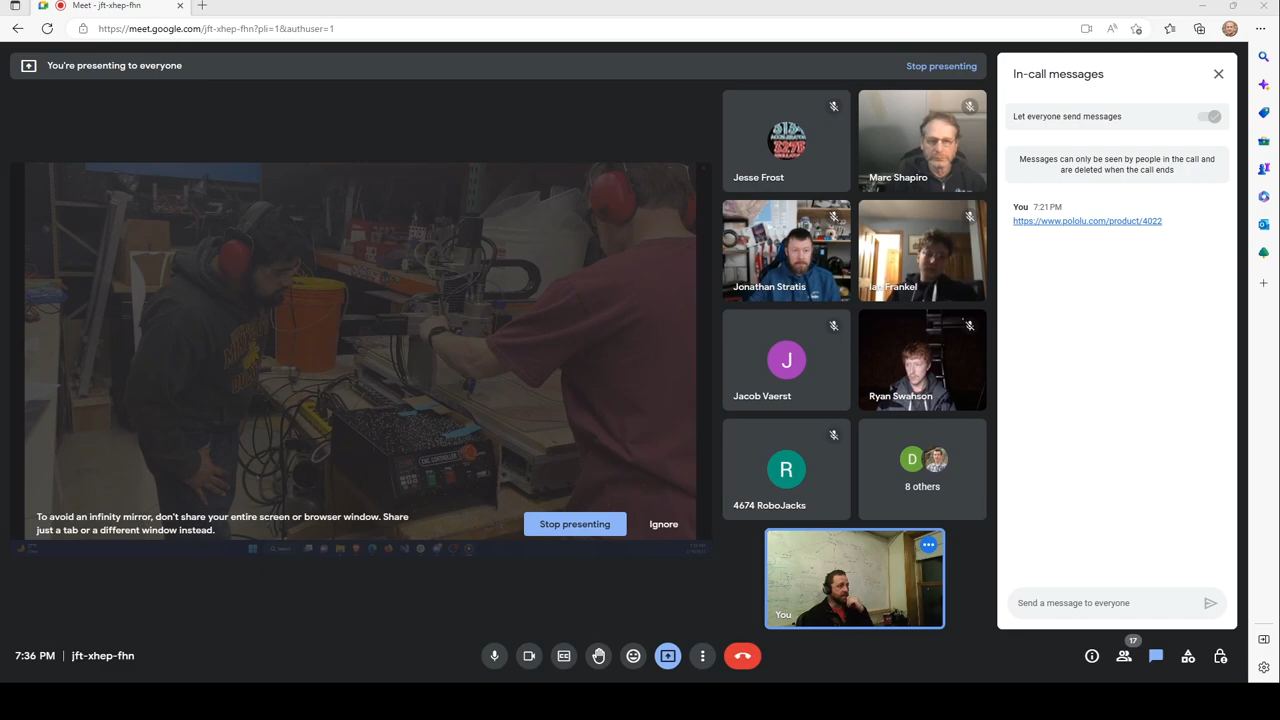 Meet - jft-xhep-fhn
https://meet.google.com/jft-xhep-fhn?pli=1&authuser=1
You're presenting to everyone
Stop presenting
In-call messages
Let everyone send messages
Messages can only be seen by people in the call and
are deleted when the call ends
You 7:21 PM
https://www.pololu.com/product/4022
Jesse Frost
Marc Shapiro
Jonathan Stratis
Frankel
J
Jacob Vaerst
Ryan Swanson
R
4674 RoboJacks
D
8 others
You
CNC CONTROLLER
To avoid an infinity mirror, don't share your entire screen or browser window. Share
just a tab or a different window instead.
Stop presenting
Ignore
Send a message to everyone
7:36 PM | jft-xhep-fhn
17